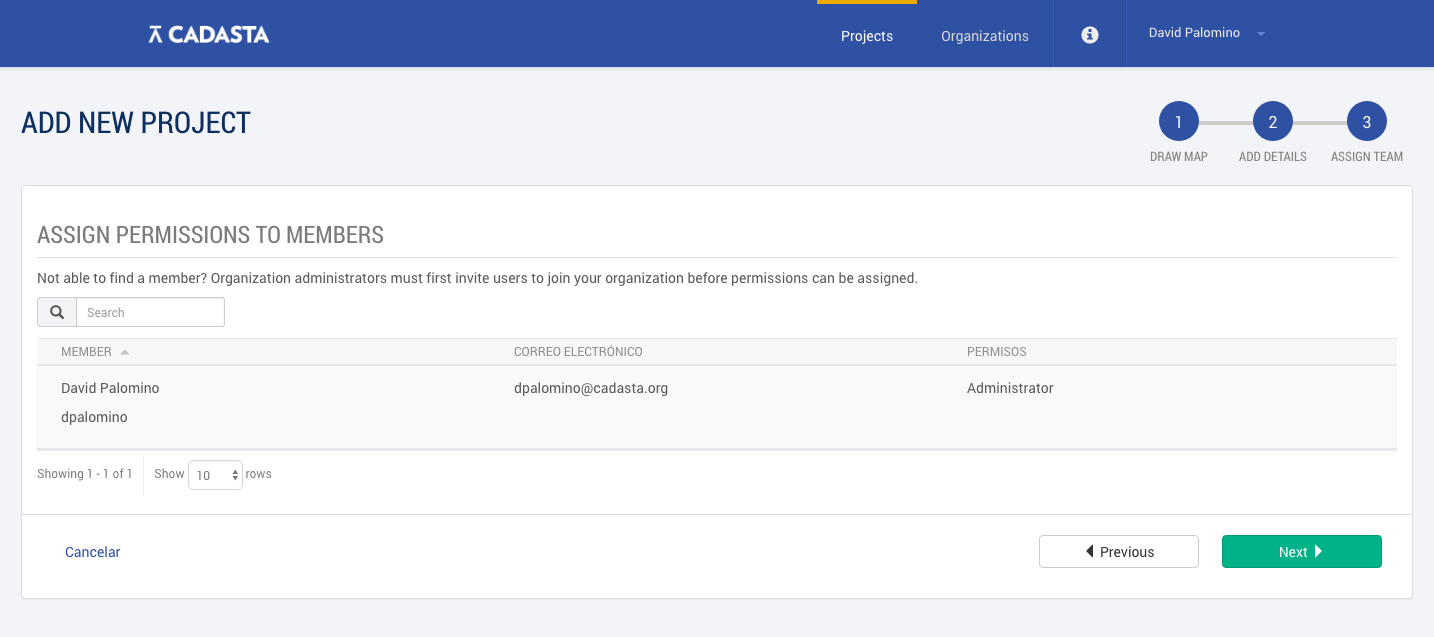 CADASTA
Projects
Organizations
David Palomino
ADD NEW PROJECT
1
2
3
DRAW MAP
ADD DETAILS
ASSIGN TEAM
ASSIGN PERMISSIONS TO MEMBERS
Not able to find a member? Organization administrators must first invite users to join your organization before permissions can be assigned.
Search
MEMBER
CORREO ELECTRÓNICO
PERMISOS
David Palomino
dpalomino@cadasta.org
Administrator
dpalomino
Showing 1 - 1 of 1
Show 10 rows
Cancelar
Previous
Next